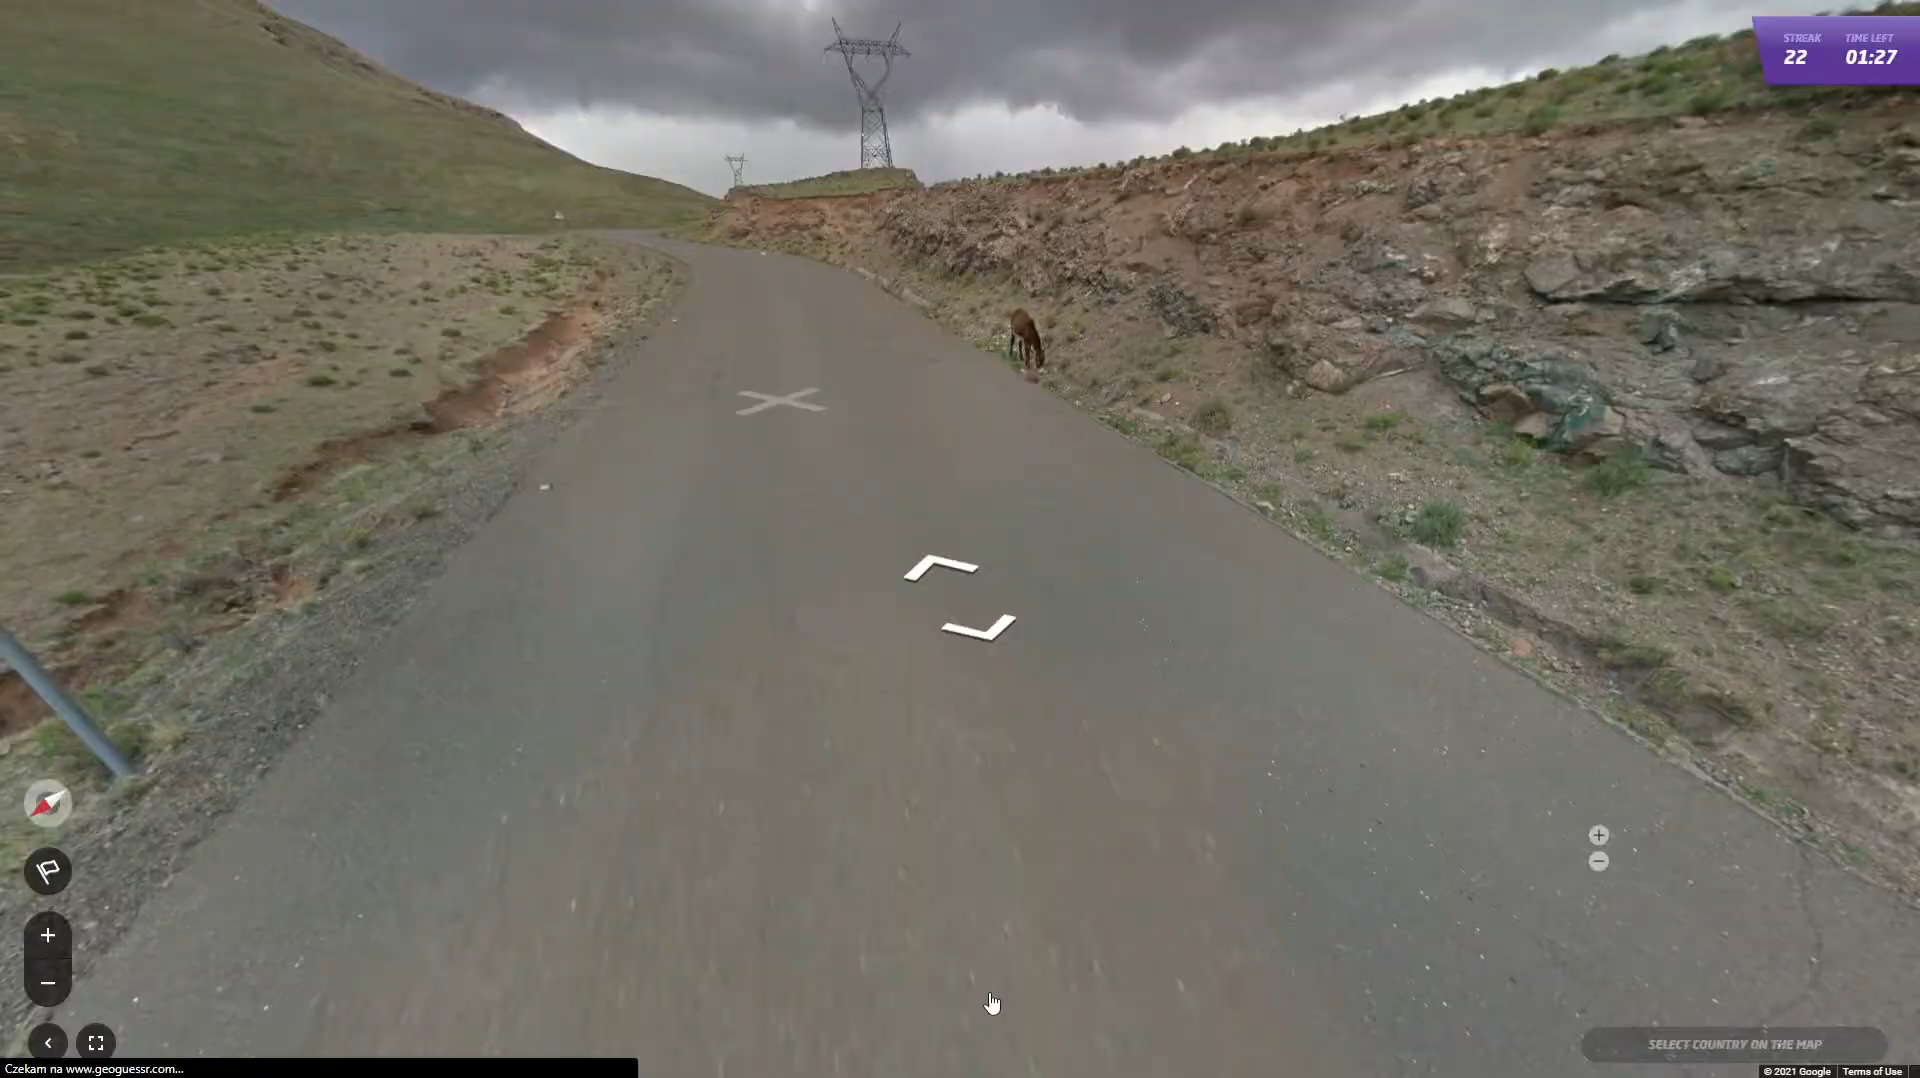 STREAK
TIME LEFT
22
01:27
SELECT COUNTRY ON THE MAP
Czekam na www.geoguessr.com...
© 2021 Google
Terms of Use